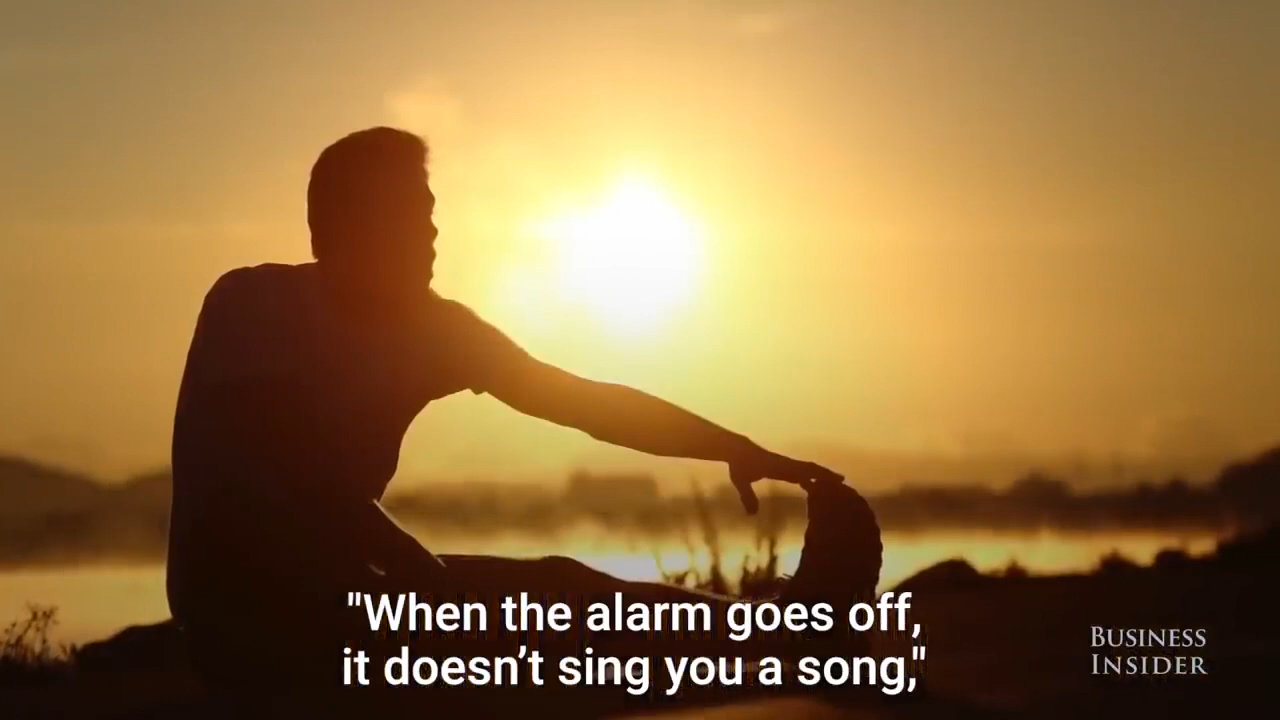 "When the alarm goes off,
it doesn’t sing you a song,"
BUSINESS
INSIDER